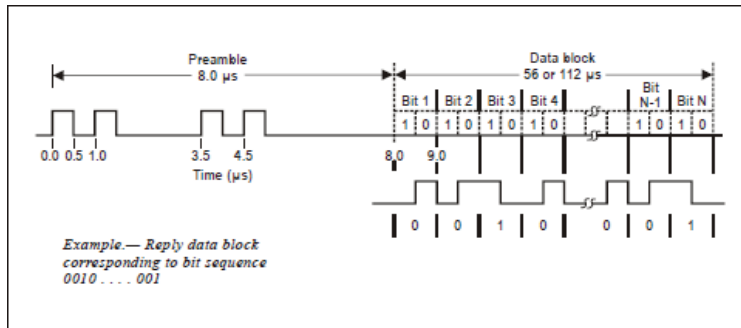 Preamble
8.0 µs
Data block
56 or 112 µs
Bit 1 Bit 2 Bit 3 Bit 4 Bit N-1 Bit N
1 0 1 0 1 0 1 0 1 0 1 0
0.0 0.5 1.0 3.5 4.5 8.0 9.0
Time (µs)
0 0 1 0 0 0 1
Example.— Reply data block
corresponding to bit sequence
0010 . . . . 001